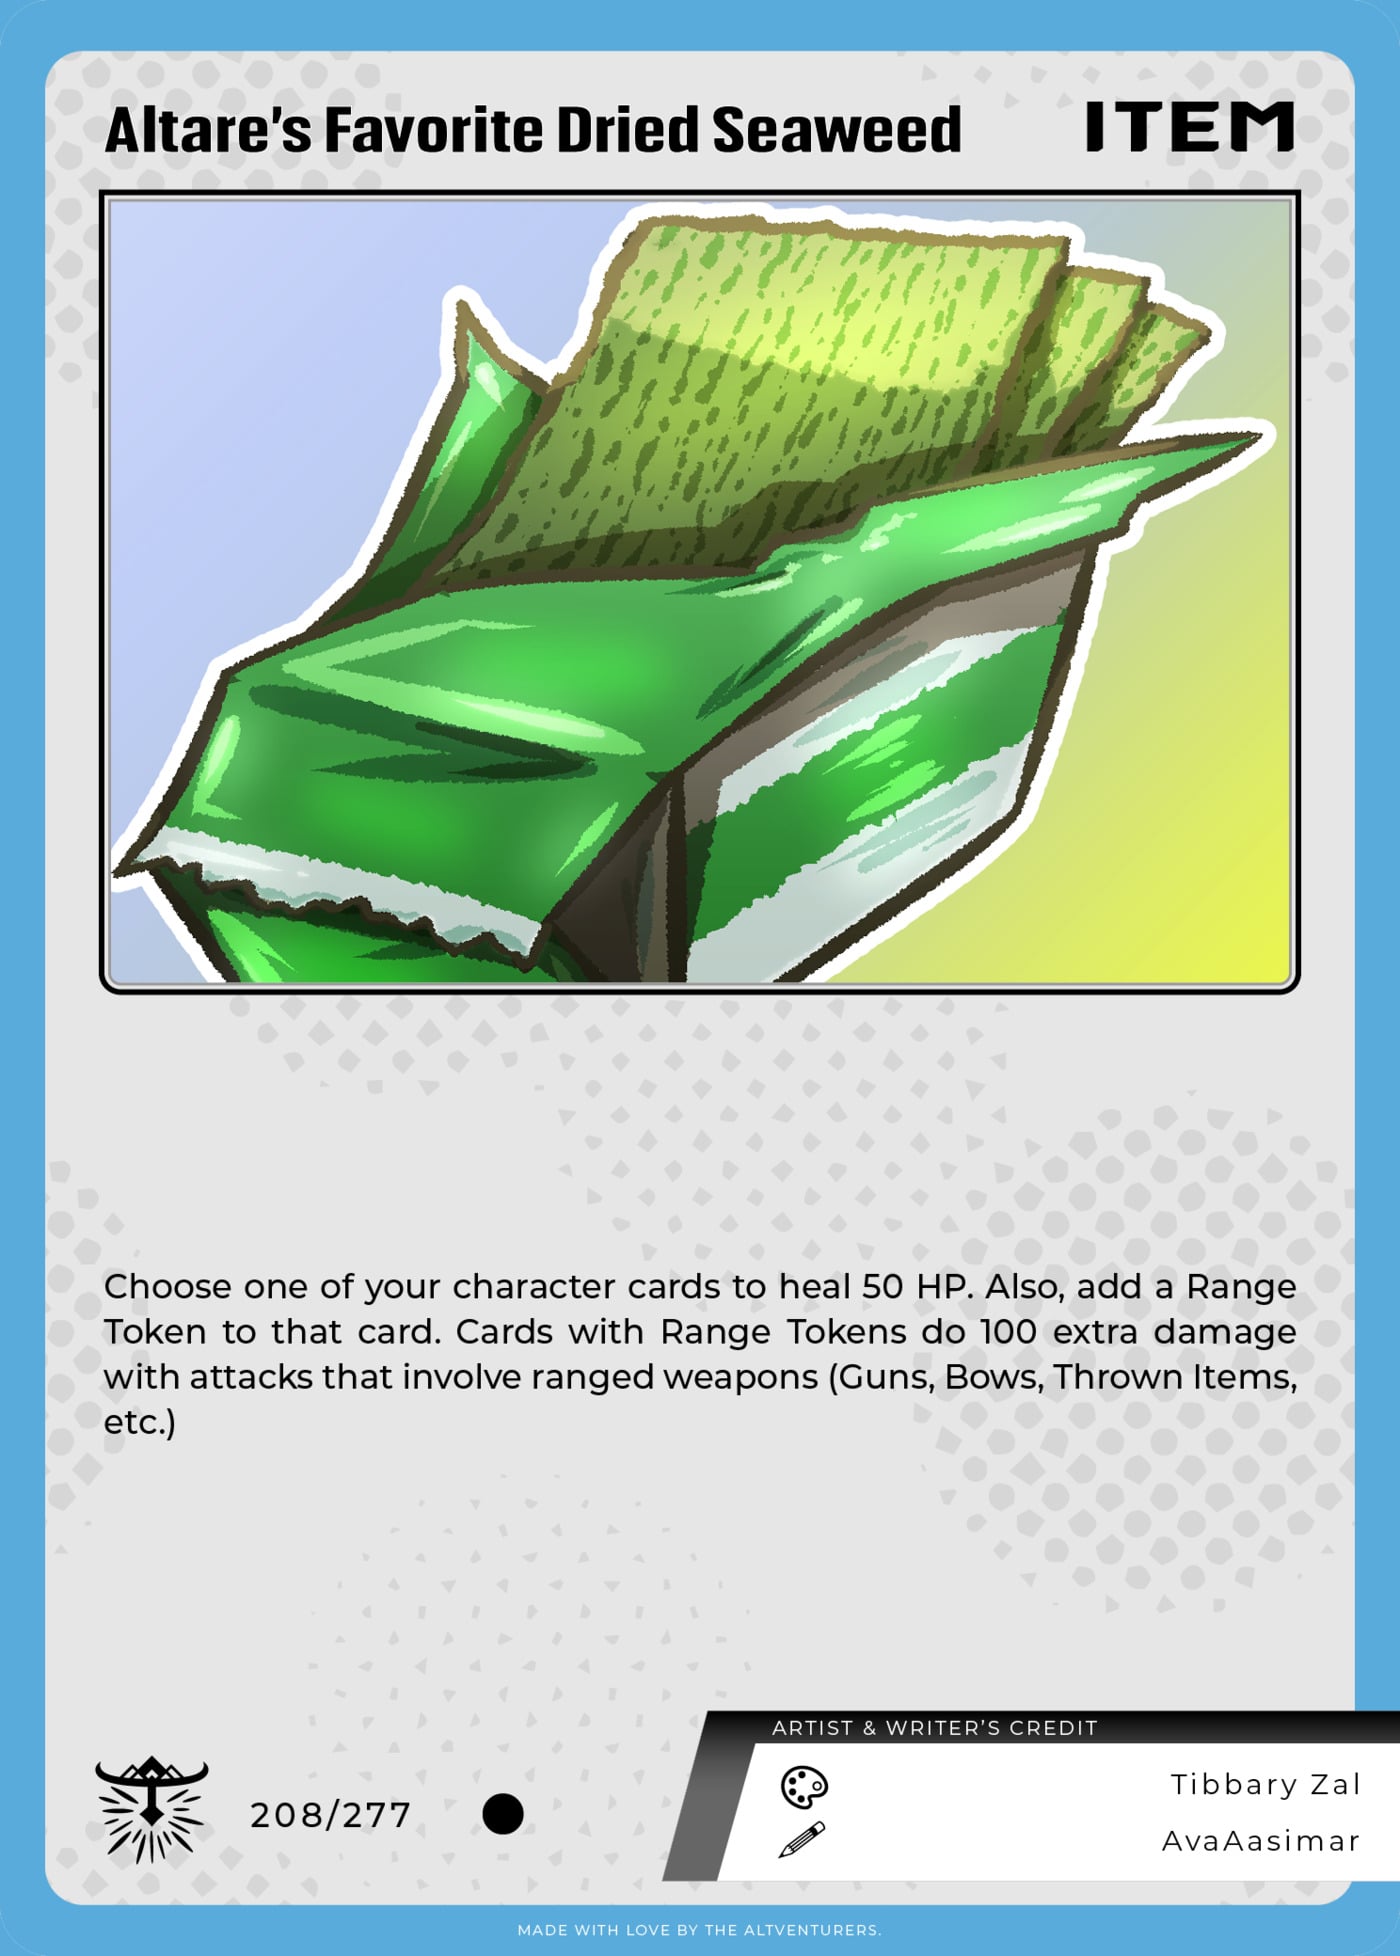 Altare's Favorite Dried Seaweed
ITEM
Choose one of your character cards to heal 50 HP. Also, add a Range
Token to that card. Cards with Range Tokens do 100 extra damage
with attacks that involve ranged weapons (Guns, Bows, Thrown Items,
etc.)
ARTIST & WRITER'S CREDIT
Tibbary Zal
AvaAasimar
208/277
MADE WITH LOVE BY THE ALTVENTURERS.